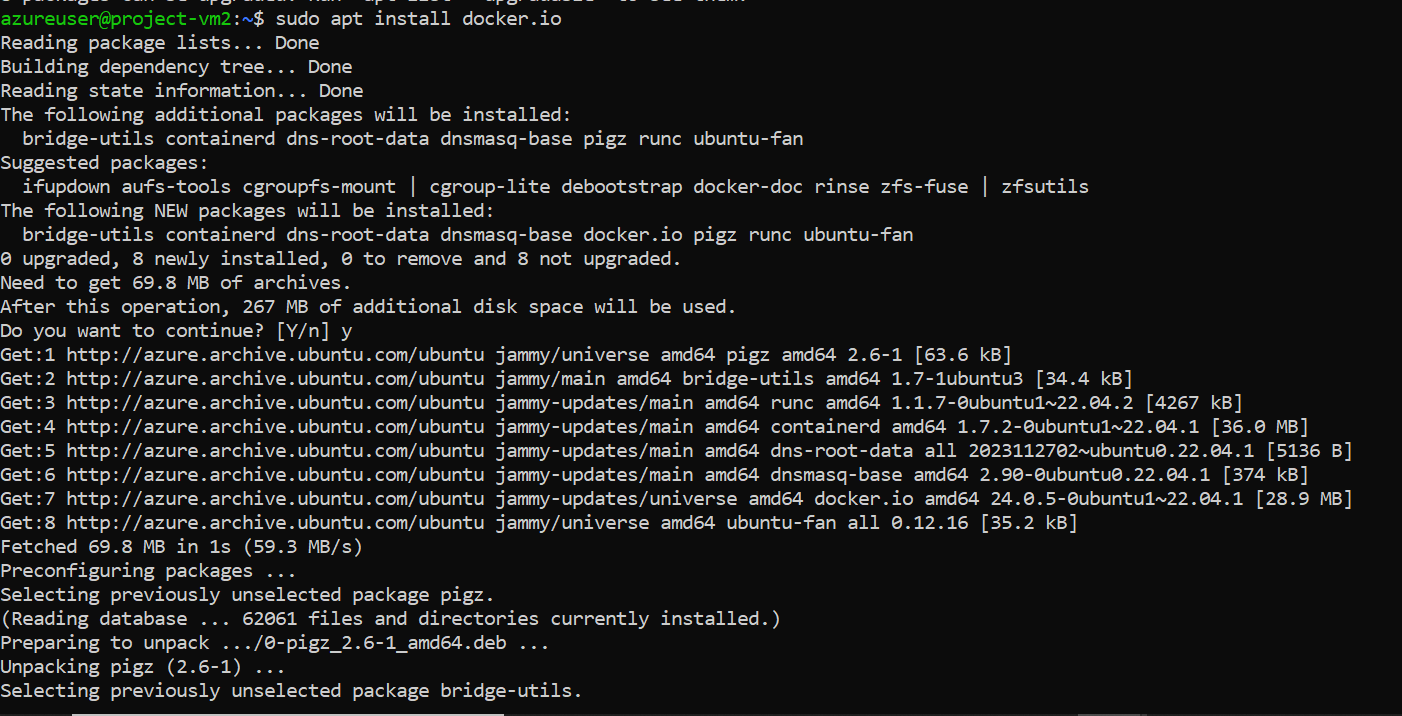 azureuser@project-vm2:~$ sudo apt install docker.io
Reading package lists... Done
Building dependency tree... Done
Reading state information... Done
The following additional packages will be installed:
  bridge-utils containerd dns-root-data dnsmasq-base pigz runc ubuntu-fan
Suggested packages:
  ifupdown aufs-tools cgroupfs-mount | cgroup-lite debootstrap docker-doc rinse zfs-fuse | zfsutils
The following NEW packages will be installed:
  bridge-utils containerd dns-root-data dnsmasq-base docker.io pigz runc ubuntu-fan
0 upgraded, 8 newly installed, 0 to remove and 8 not upgraded.
Need to get 69.8 MB of archives.
After this operation, 267 MB of additional disk space will be used.
Do you want to continue? [Y/n] y
Get:1 http://azure.archive.ubuntu.com/ubuntu jammy/universe amd64 pigz amd64 2.6-1 [63.6 kB]
Get:2 http://azure.archive.ubuntu.com/ubuntu jammy/main amd64 bridge-utils amd64 1.7-1ubuntu3 [34.4 kB]
Get:3 http://azure.archive.ubuntu.com/ubuntu jammy-updates/main amd64 runc amd64 1.1.7-0ubuntu1~22.04.2 [4267 kB]
Get:4 http://azure.archive.ubuntu.com/ubuntu jammy-updates/main amd64 containerd amd64 1.7.2-0ubuntu1~22.04.1 [36.0 MB]
Get:5 http://azure.archive.ubuntu.com/ubuntu jammy-updates/main amd64 dns-root-data all 2023112702~ubuntu0.22.04.1 [5136 B]
Get:6 http://azure.archive.ubuntu.com/ubuntu jammy-updates/main amd64 dnsmasq-base amd64 2.90-0ubuntu0.22.04.1 [374 kB]
Get:7 http://azure.archive.ubuntu.com/ubuntu jammy-updates/universe amd64 docker.io amd64 24.0.5-0ubuntu1~22.04.1 [28.9 MB]
Get:8 http://azure.archive.ubuntu.com/ubuntu jammy/universe amd64 ubuntu-fan all 0.12.16 [35.2 kB]
Fetched 69.8 MB in 1s (59.3 MB/s)
Preconfiguring packages ...
Selecting previously unselected package pigz.
(Reading database ... 62061 files and directories currently installed.)
Preparing to unpack .../0-pigz_2.6-1_amd64.deb ...
Unpacking pigz (2.6-1) ...
Selecting previously unselected package bridge-utils.